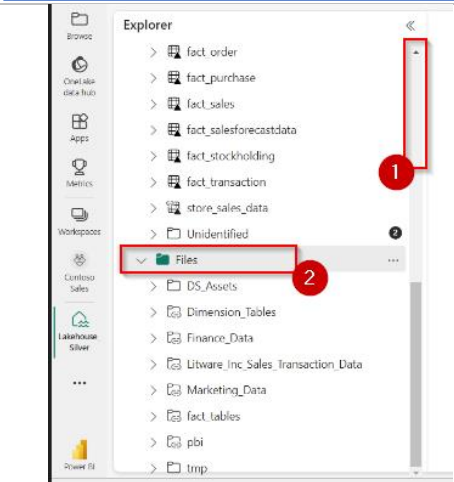 Browse
OneLake
data hub
Apps
Metrics
Workspaces
Contoso
Sales
Lakehouse
Silver
...
Power BI
Explorer
fact_order
fact_purchase
fact_sales
fact_salesforecastdata
fact_stockholding
fact_transaction
store_sales_data
Unidentified 2
Files ...
DS_Assets
Dimension_Tables
Finance_Data
Litware_Inc_Sales_Transaction_Data
Marketing_Data
fact_tables
pbi
tmp
1
2